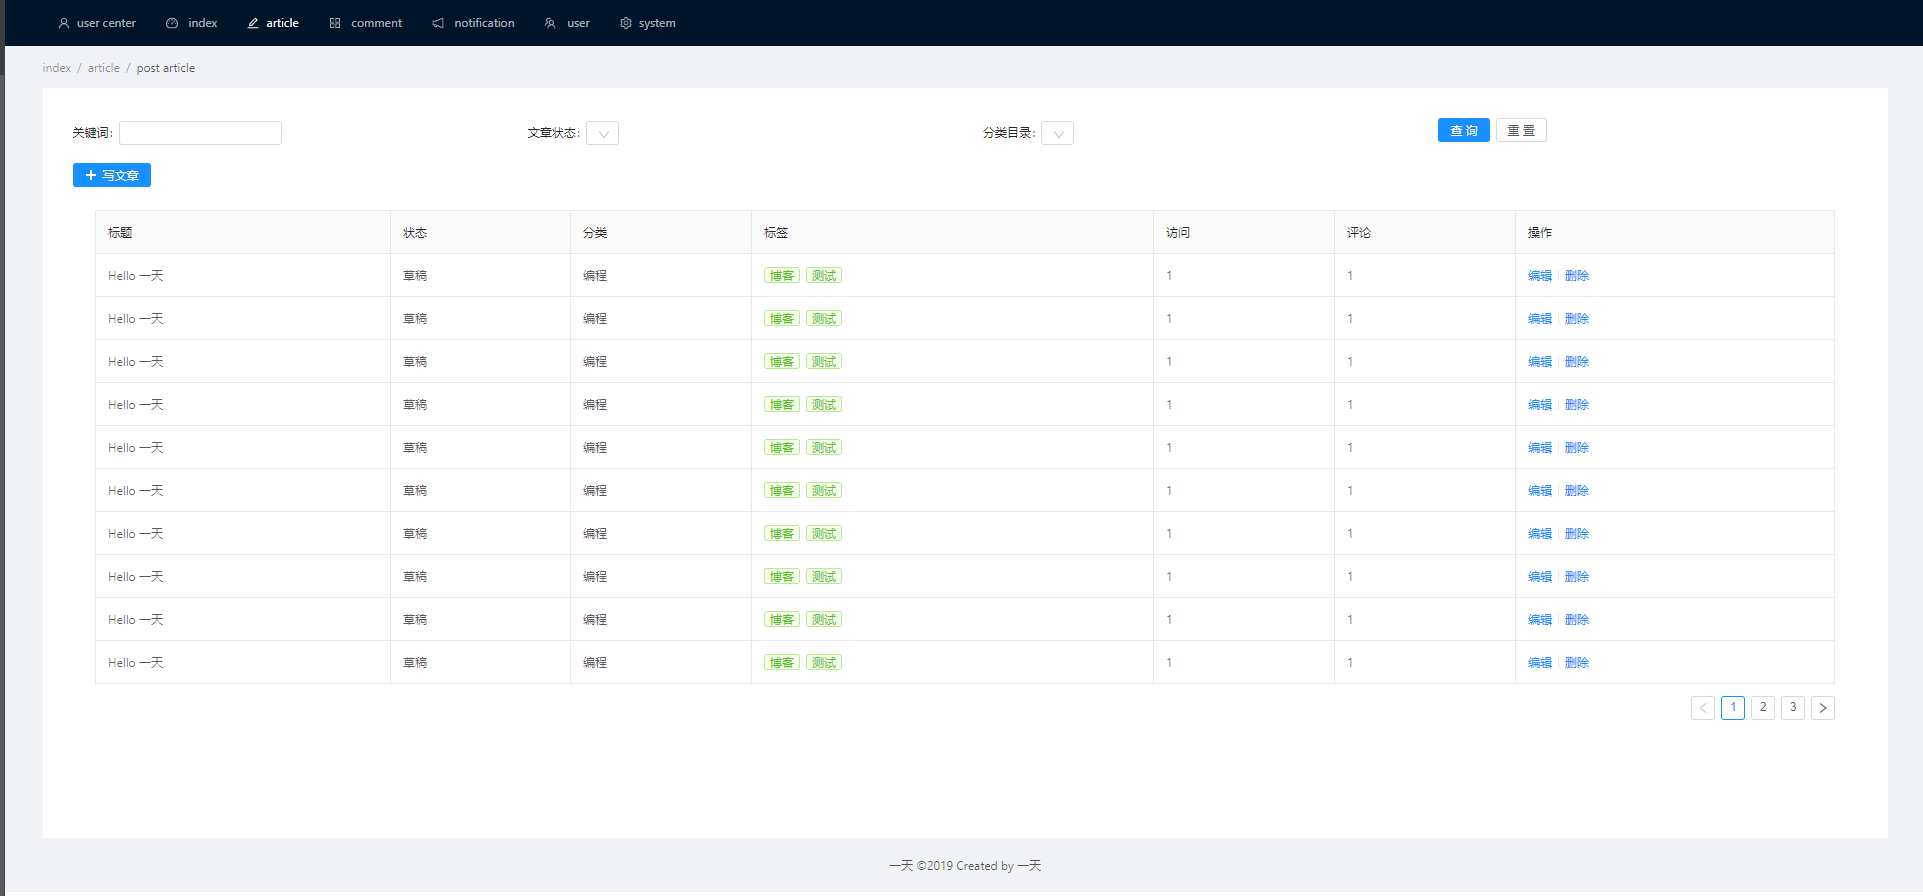 user center index article comment notification user system
index / article / post article
关键词: 文章状态: 分类目录: 查 询 重 置
写文章
标题 状态 分类 标签 访问 评论 操作
Hello 一天 草稿 编程 博客 测试 1 1 编辑 删除
Hello 一天 草稿 编程 博客 测试 1 1 编辑 删除
Hello 一天 草稿 编程 博客 测试 1 1 编辑 删除
Hello 一天 草稿 编程 博客 测试 1 1 编辑 删除
Hello 一天 草稿 编程 博客 测试 1 1 编辑 删除
Hello 一天 草稿 编程 博客 测试 1 1 编辑 删除
Hello 一天 草稿 编程 博客 测试 1 1 编辑 删除
Hello 一天 草稿 编程 博客 测试 1 1 编辑 删除
Hello 一天 草稿 编程 博客 测试 1 1 编辑 删除
Hello 一天 草稿 编程 博客 测试 1 1 编辑 删除
1 2 3
一天 ©2019 Created by 一天